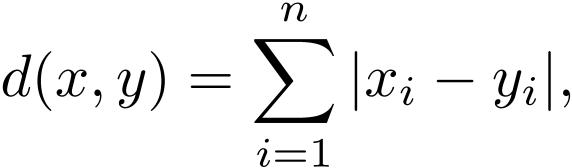 d(x, y) = \sum_{i=1}^{n} |x_i - y_i|,